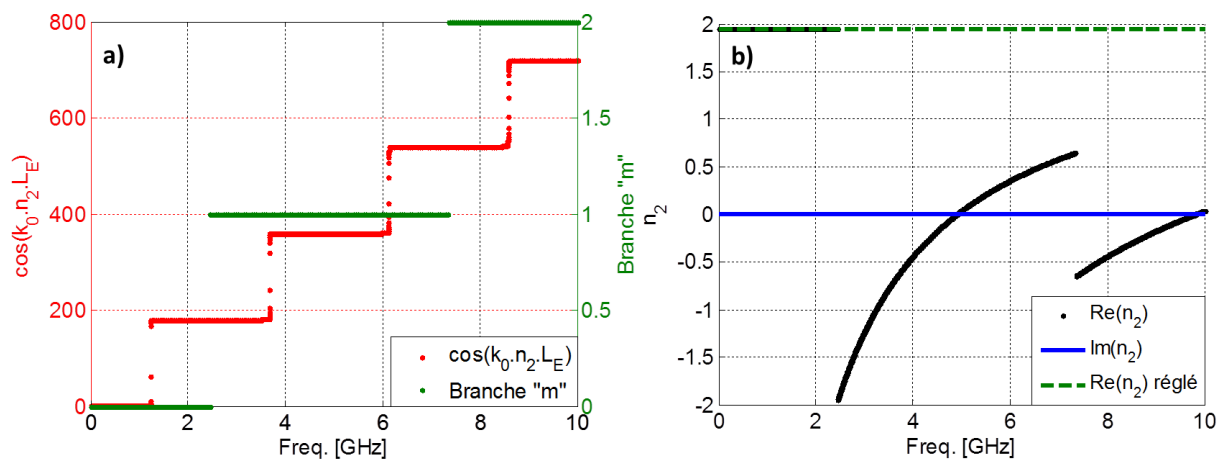 a)
800
600
400
200
0
cos(k₀.n₂.L_E)
0
2
4
6
8
10
Freq. [GHz]
2
1.5
1
0.5
0
Branche "m"
cos(k₀.n₂.L_E)
Branche "m"
b)
2
1.5
1
0.5
0
-0.5
-1
-1.5
-2
n₂
0
2
4
6
8
10
Freq. [GHz]
Re(n₂)
Im(n₂)
Re(n₂) réglé